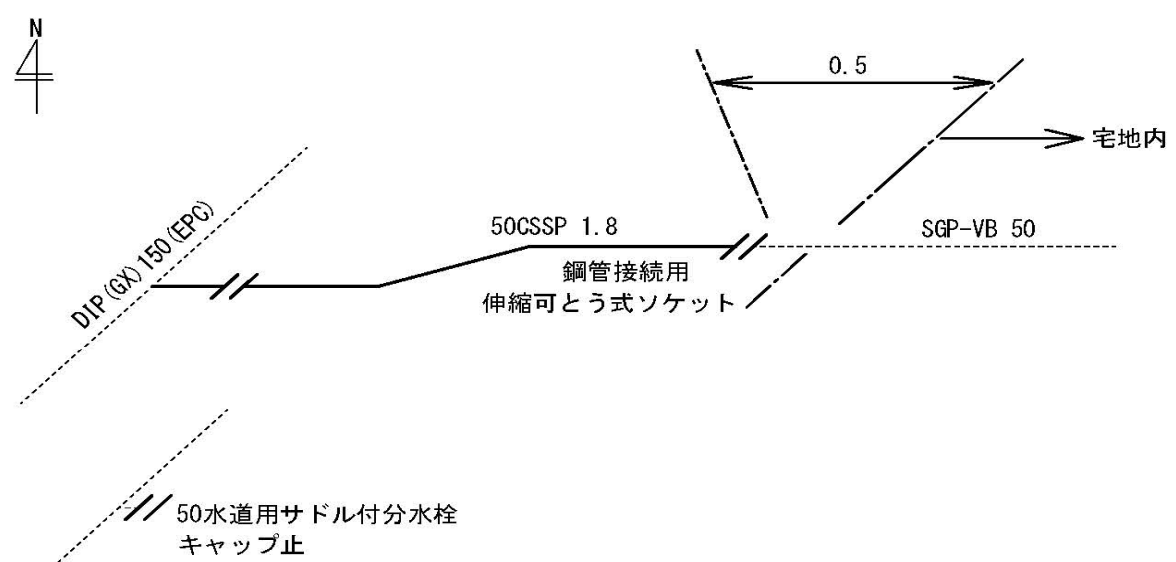 N
0.5
宅地内
DIP(GX)150(EPC)
50CSSP 1.8
SGP-VB 50
鋼管接続用
伸縮可とう式ソケット
50水道用サドル付分水栓
キャップ止